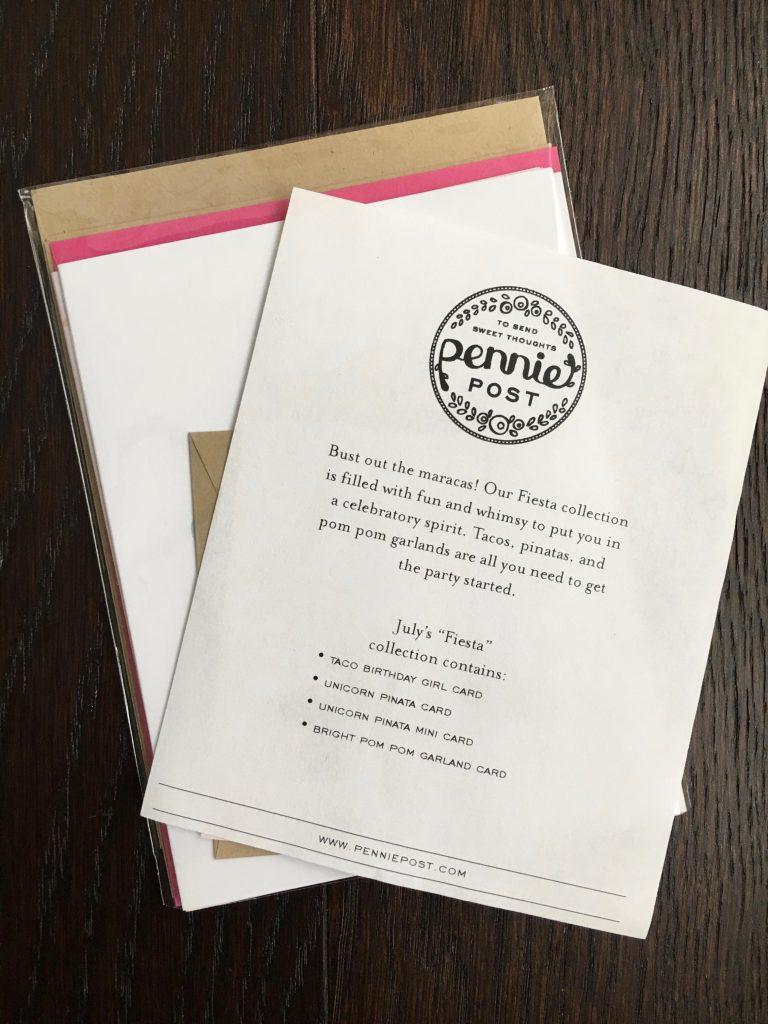 TO SEND
SWEET THOUGHTS
pennie
POST
Bust out the maracas! Our Fiesta collection
is filled with fun and whimsy to put you in
a celebratory spirit. Tacos, pinatas, and
pom pom garlands are all you need to get
the party started.
July's "Fiesta"
collection contains:
• TACO BIRTHDAY GIRL CARD
• UNICORN PINATA CARD
• UNICORN PINATA MINI CARD
• BRIGHT POM POM GARLAND CARD
WWW.PENNIEPOST.COM